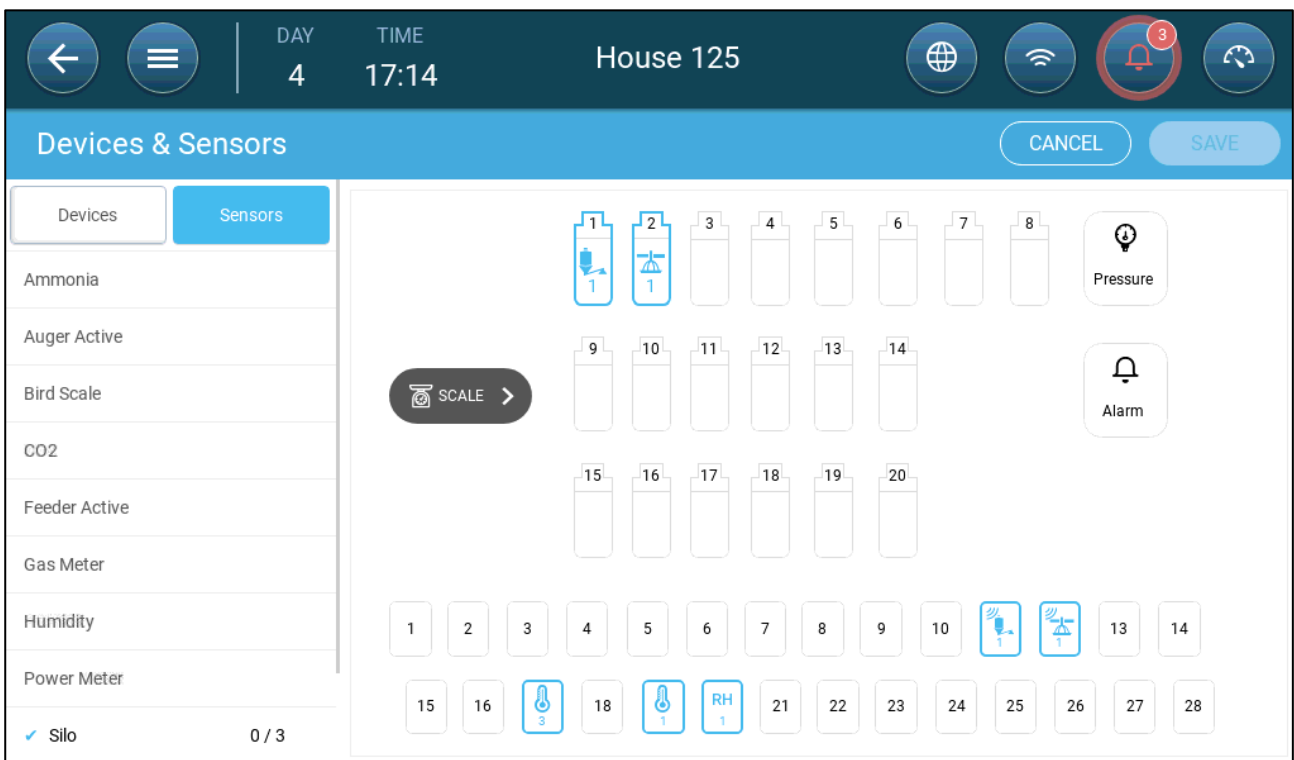 DAY TIME
3
4 17:14 House 125
Devices & Sensors CANCEL SAVE
Devices Sensors
Ammonia
Auger Active
Bird Scale
CO2
Feeder Active
Gas Meter
Humidity
Power Meter
Silo 0 / 3
1 2 3 4 5 6 7 8
1 1
Pressure
9 10 11 12 13 14
SCALE
Alarm
15 16 17 18 19 20
1 2 3 4 5 6 7 8 9 10 1 1 13 14
15 16 3 18 1 RH 1 21 22 23 24 25 26 27 28